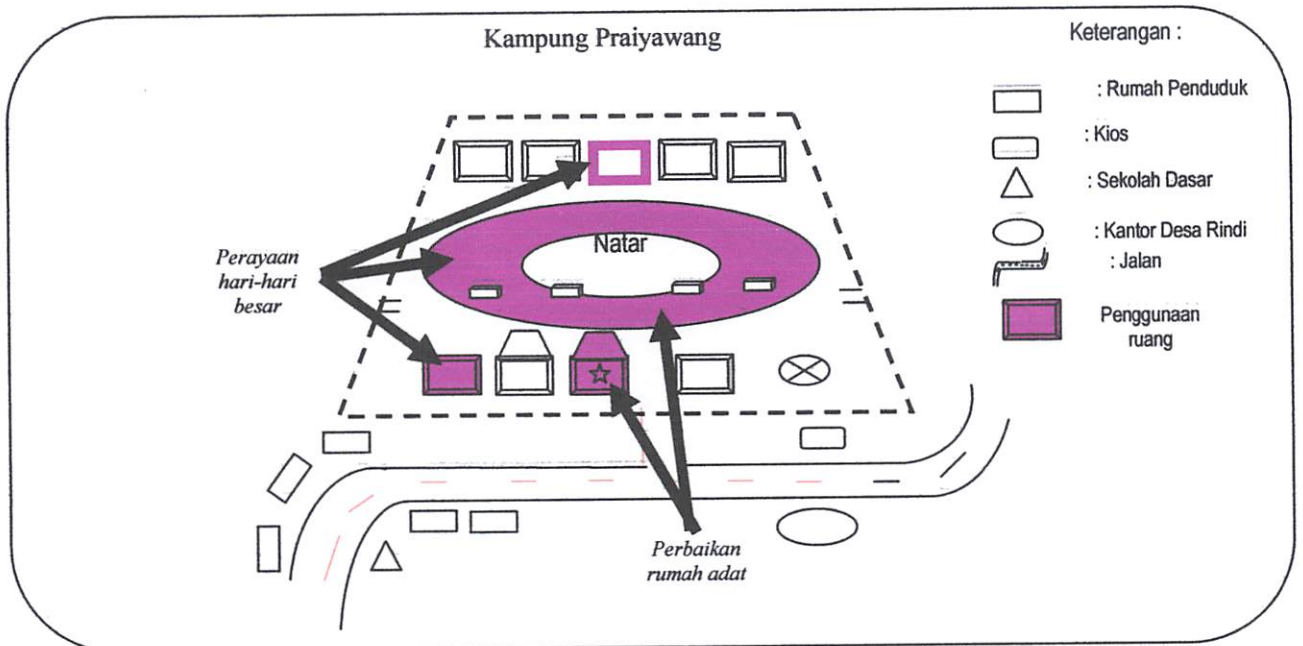 Kampung Praiyawang
Keterangan :
: Rumah Penduduk
: Kios
: Sekolah Dasar
: Kantor Desa Rindi
: Jalan
Penggunaan
ruang
Natar
Perayaan
hari-hari
besar
Perbaikan
rumah adat